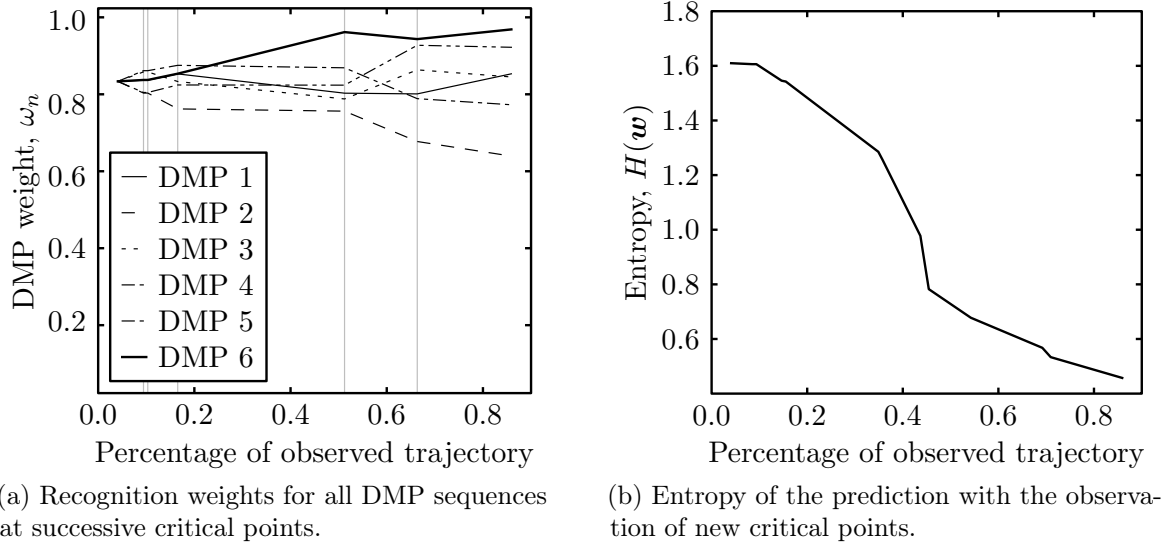 1.0
0.8
0.6
0.4
0.2
0.0 0.2 0.4 0.6 0.8
DMP weight, ωₙ
DMP 1
DMP 2
DMP 3
DMP 4
DMP 5
DMP 6
Percentage of observed trajectory
(a) Recognition weights for all DMP sequences
at successive critical points.
1.8
1.6
1.4
1.2
1.0
0.8
0.6
0.0 0.2 0.4 0.6 0.8
Entropy, H(w)
Percentage of observed trajectory
(b) Entropy of the prediction with the observa-
tion of new critical points.